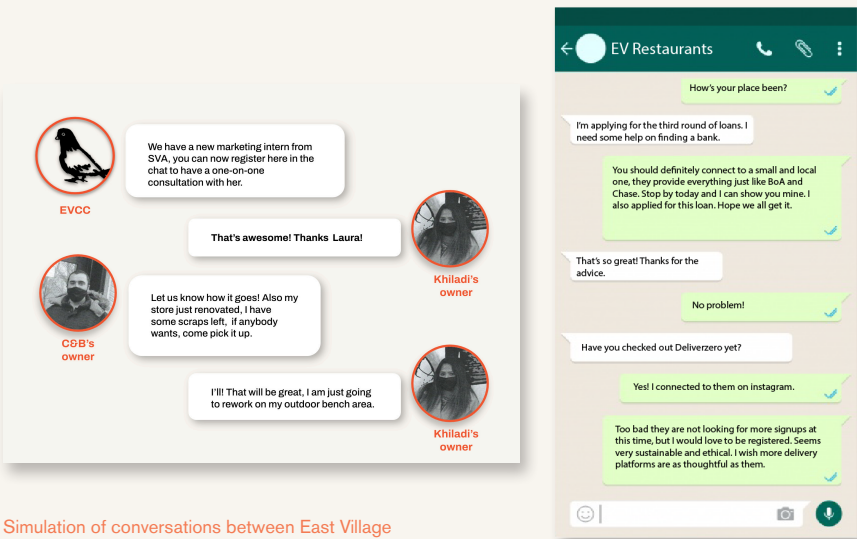 We have a new marketing intern from
SVA, you can now register here in the
chat to have a one-on-one
consultation with her.
EVCC
That's awesome! Thanks Laura!
Khiladi's
owner
Let us know how it goes! Also my
store just renovated, I have
some scraps left, if anybody
wants, come pick it up.
C&B's
owner
I'll! That will be great, I am just going
to rework on my outdoor bench area.
Khiladi's
owner
Simulation of conversations between East Village
EV Restaurants
How's your place been?
I'm applying for the third round of loans. I
need some help on finding a bank.
You should definitely connect to a small and local
one, they provide everything just like BoA and
Chase. Stop by today and I can show you mine. I
also applied for this loan. Hope we all get it.
That's so great! Thanks for the
advice.
No problem!
Have you checked out Deliverzero yet?
Yes! I connected to them on instagram.
Too bad they are not looking for more signups at
this time, but I would love to be registered. Seems
very sustainable and ethical. I wish more delivery
platforms are as thoughtful as them.